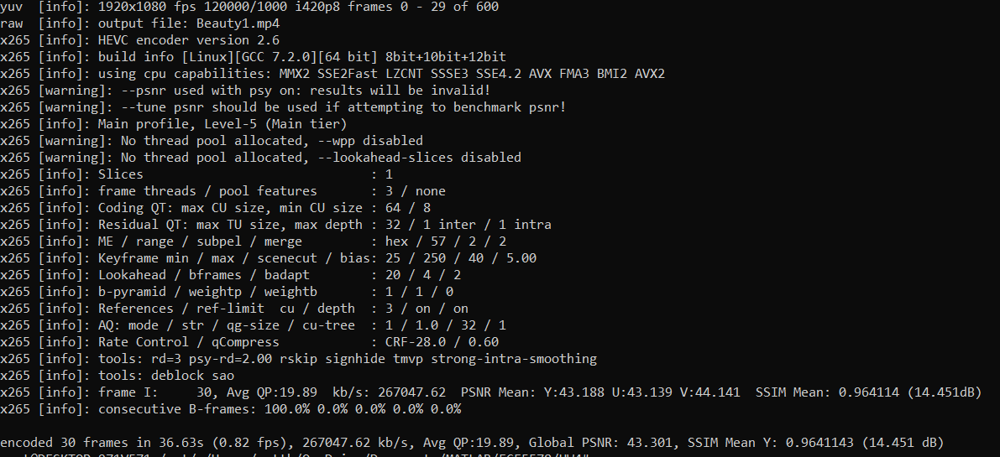 yuv  [info]: 1920x1080 fps 120000/1000 i420p8 frames 0 - 29 of 600
raw  [info]: output file: Beauty1.mp4
x265 [info]: HEVC encoder version 2.6
x265 [info]: build info [Linux][GCC 7.2.0][64 bit] 8bit+10bit+12bit
x265 [info]: using cpu capabilities: MMX2 SSE2Fast LZCNT SSSE3 SSE4.2 AVX FMA3 BMI2 AVX2
x265 [warning]: --psnr used with psy on: results will be invalid!
x265 [warning]: --tune psnr should be used if attempting to benchmark psnr!
x265 [info]: Main profile, Level-5 (Main tier)
x265 [warning]: No thread pool allocated, --wpp disabled
x265 [warning]: No thread pool allocated, --lookahead-slices disabled
x265 [info]: Slices                              : 1
x265 [info]: frame threads / pool features       : 3 / none
x265 [info]: Coding QT: max CU size, min CU size : 64 / 8
x265 [info]: Residual QT: max TU size, max depth : 32 / 1 inter / 1 intra
x265 [info]: ME / range / subpel / merge         : hex / 57 / 2 / 2
x265 [info]: Keyframe min / max / scenecut / bias: 25 / 250 / 40 / 5.00
x265 [info]: Lookahead / bframes / badapt        : 20 / 4 / 2
x265 [info]: b-pyramid / weightp / weightb       : 1 / 1 / 0
x265 [info]: References / ref-limit  cu / depth  : 3 / on / on
x265 [info]: AQ: mode / str / qg-size / cu-tree  : 1 / 1.0 / 32 / 1
x265 [info]: Rate Control / qCompress            : CRF-28.0 / 0.60
x265 [info]: tools: rd=3 psy-rd=2.00 rskip signhide tmvp strong-intra-smoothing
x265 [info]: tools: deblock sao
x265 [info]: frame I:     30, Avg QP:19.89  kb/s: 267047.62  PSNR Mean: Y:43.188 U:43.139 V:44.141  SSIM Mean: 0.964114 (14.451dB)
x265 [info]: consecutive B-frames: 100.0% 0.0% 0.0% 0.0% 0.0%
encoded 30 frames in 36.63s (0.82 fps), 267047.62 kb/s, Avg QP:19.89, Global PSNR: 43.301, SSIM Mean Y: 0.9641143 (14.451 dB)